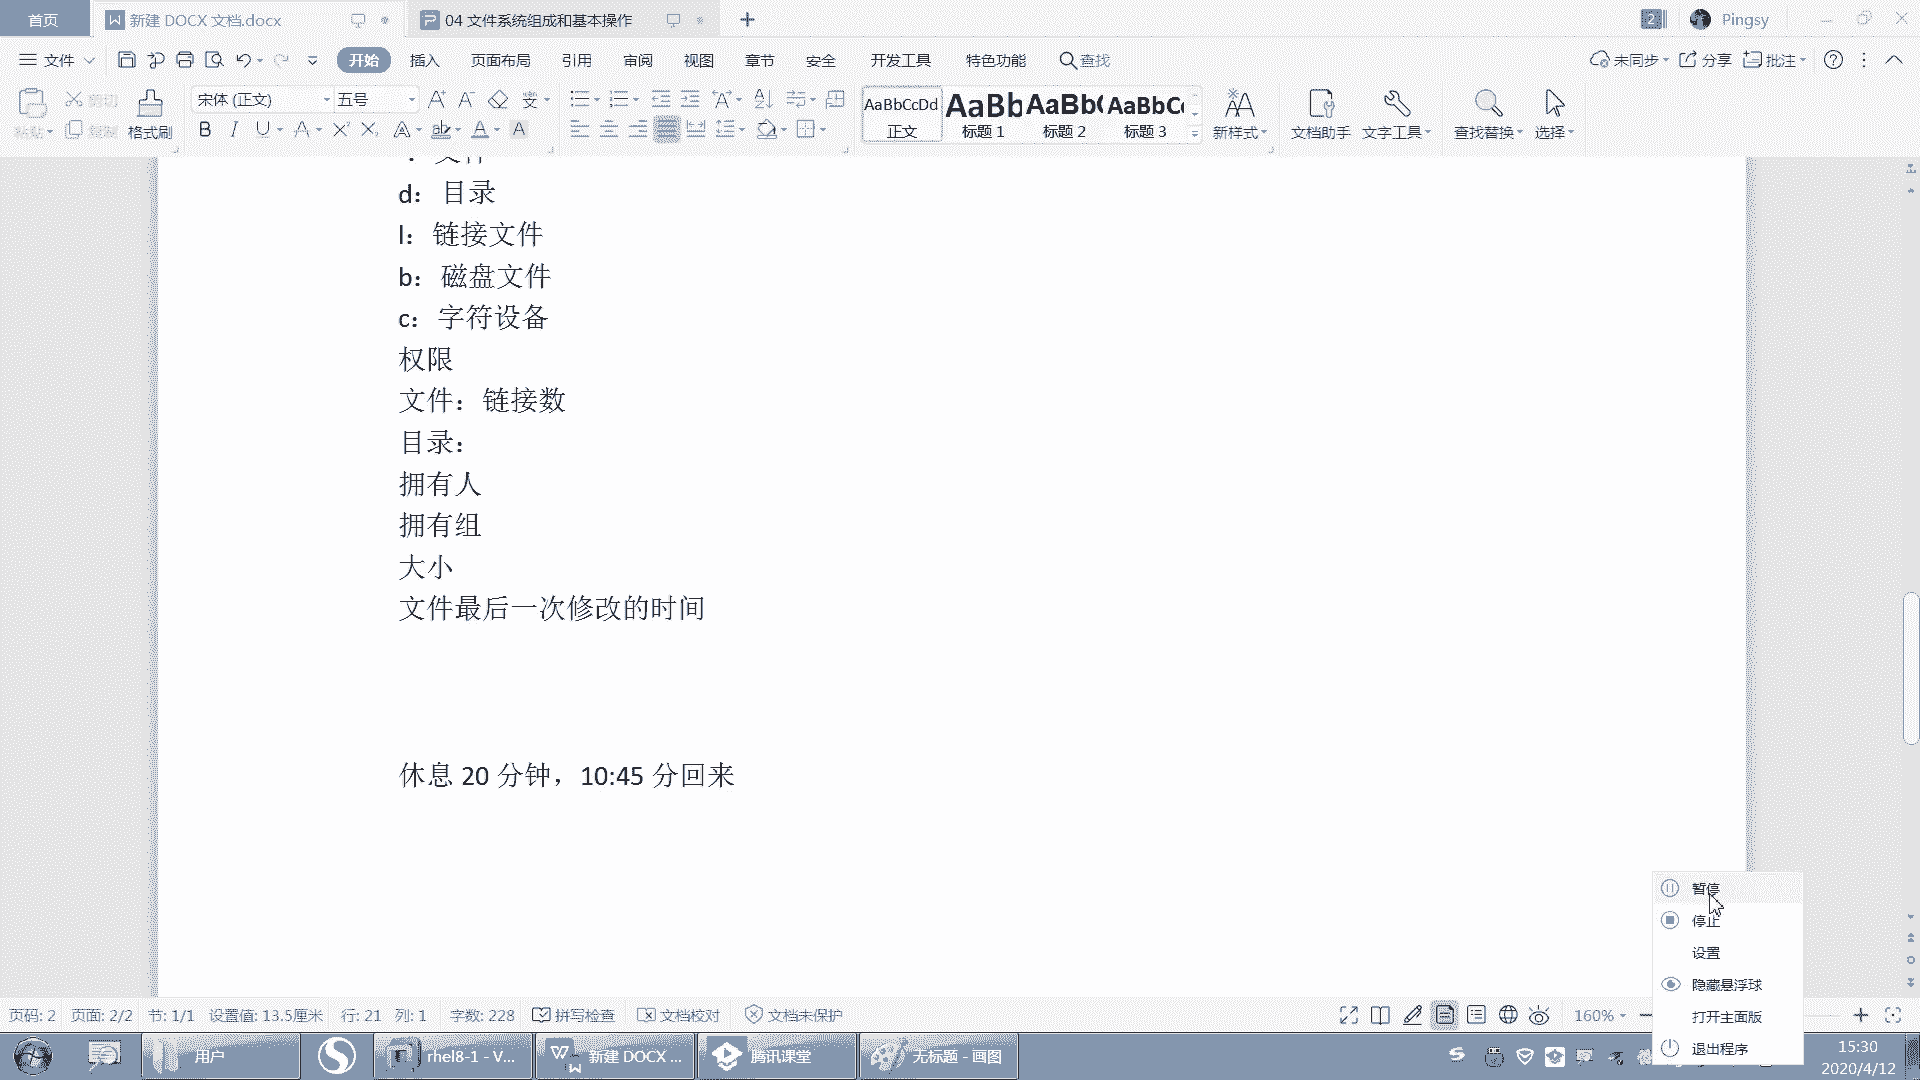 首页 新建 DOCX 文档.docx 04 文件系统组成和基本操作 2 Pingsy
文件 开始 插入 页面布局 引用 审阅 视图 章节 安全 开发工具 特色功能 查找 未同步 分享 批注
粘贴 剪切 复制 格式刷 宋体 (正文) 五号 AaBbCcDd 正文 AaBb 标题 1 AaBb 标题 2 AaBbC 标题 3 新样式 文档助手 文字工具 查找替换 选择
d：目录
l：链接文件
b：磁盘文件
c：字符设备
权限
文件：链接数
目录：
拥有人
拥有组
大小
文件最后一次修改的时间
休息 20 分钟，10:45 分回来
暂停
停止
设置
隐藏悬浮球
打开主面版
退出程序
页码: 2 页面: 2/2 节: 1/1 设置值: 13.5厘米 行: 21 列: 1 字数: 228 拼写检查 文档校对 文档未保护 160%
用户 rhel8-1 - V... 新建 DOCX ... 腾讯课堂 无标题 - 画图
15:30
2020/4/12